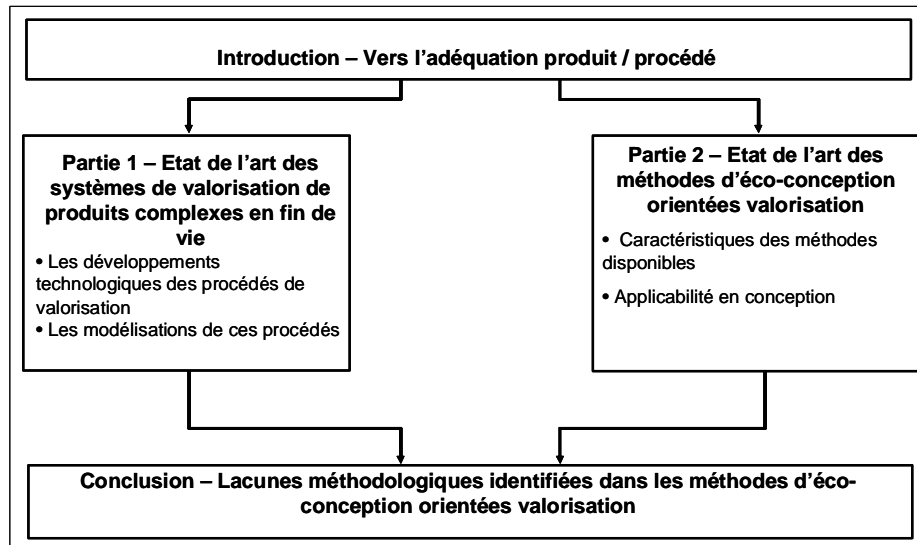 Introduction – Vers l'adéquation produit / procédé
Partie 1 – Etat de l'art des
systèmes de valorisation de
produits complexes en fin de
vie
• Les développements
technologiques des procédés de
valorisation
• Les modélisations de ces procédés
Partie 2 – Etat de l'art des
méthodes d'éco-conception
orientées valorisation
• Caractéristiques des méthodes
disponibles
• Applicabilité en conception
Conclusion – Lacunes méthodologiques identifiées dans les méthodes d'éco-
conception orientées valorisation